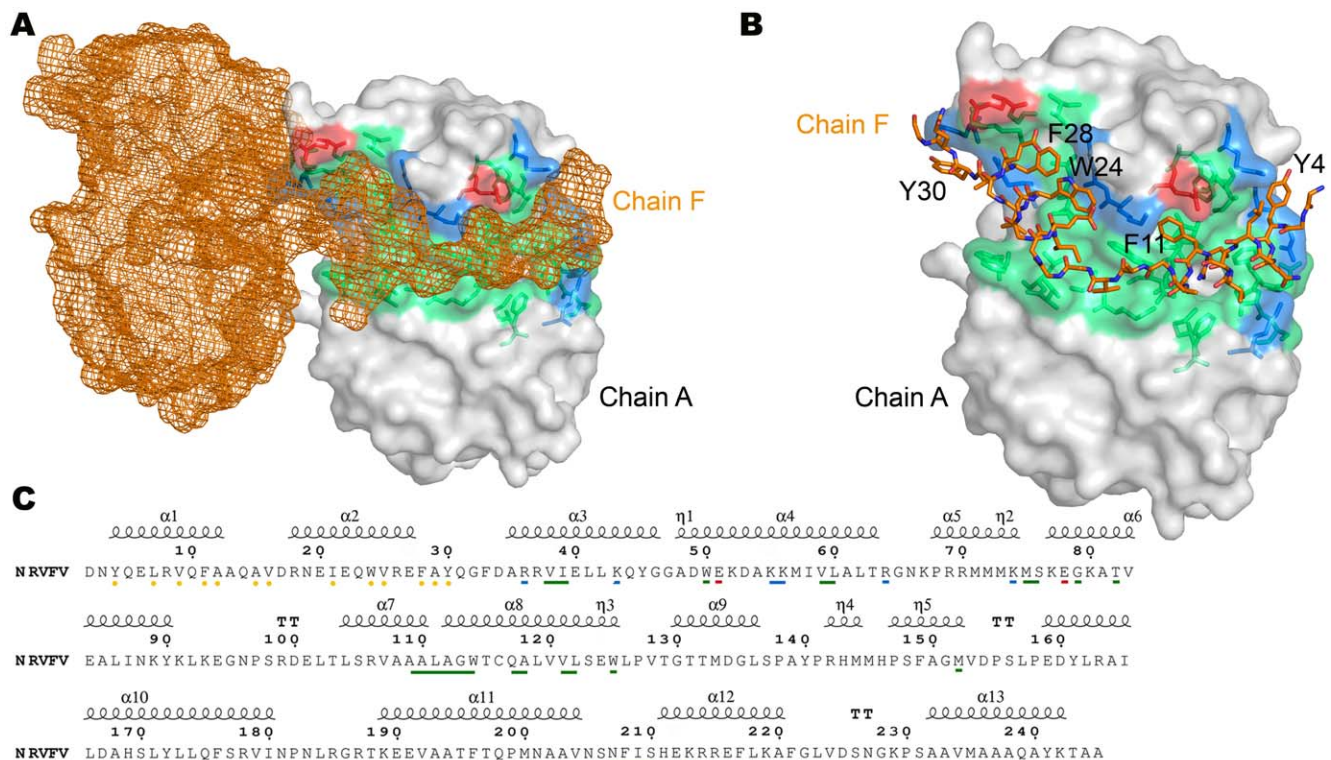 A
Chain F
Chain A
B
Chain F
F28
W24
Y4
Y30
F11
Chain A
C
α1 α2 α3 η1 α4 α5 η2 α6
10 20 30 40 50 60 70 80
NRVFV DNYQELRVQFAAQAVDRNEIEQWVREFAYQGFDARRVIELLKQYGGADWEKDAKKMIVLALTRGNKPRRMMMKMSKEGKATV
TT α7 α8 η3 α9 η4 η5 TT
90 100 110 120 130 140 150 160
NRVFV EALINKYKLKEGNPSRDELTLSRVAAALAGWTCQALVVLSEWLPVTGTTMDGLSPAYPRHMMHPSFAGMVDPSLPEDYLRAI
α10 α11 α12 TT α13
170 180 190 200 210 220 230 240
NRVFV LDAHSLYLLQFSRVINPNLRGRTKEEVAATFTQPMNAAVNSNFISHEKRREFLKAFGLVDSNGKPSAAVMAAAQAYKTAA